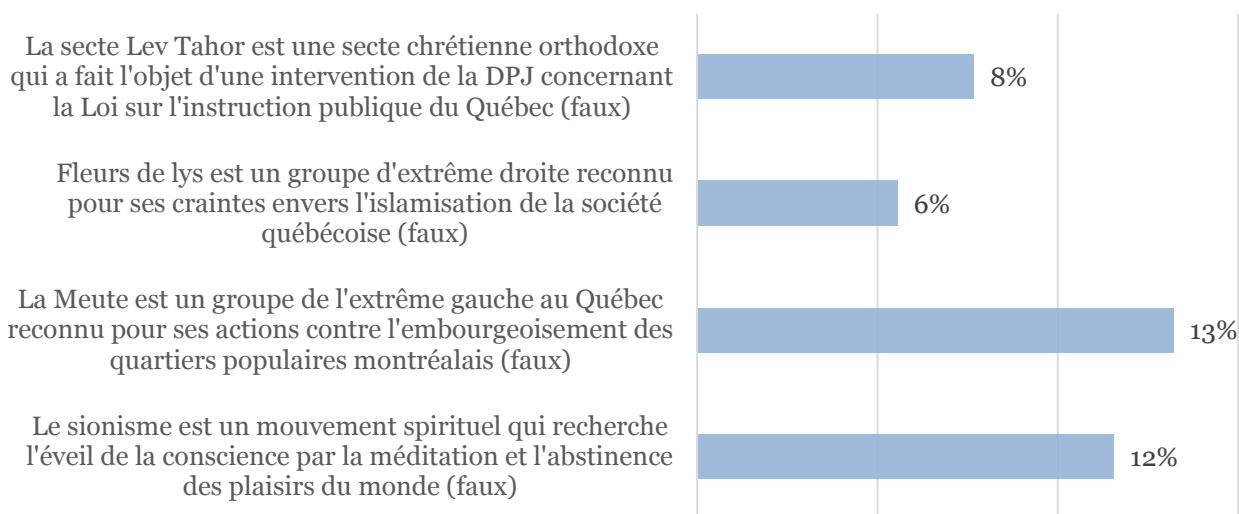 La secte Lev Tahor est une secte chrétienne orthodoxe
qui a fait l'objet d'une intervention de la DPJ concernant
la Loi sur l'instruction publique du Québec (faux)
8%
Fleurs de lys est un groupe d'extrême droite reconnu
pour ses craintes envers l'islamisation de la société
québécoise (faux)
6%
La Meute est un groupe de l'extrême gauche au Québec
reconnu pour ses actions contre l'embourgeoisement des
quartiers populaires montréalais (faux)
13%
Le sionisme est un mouvement spirituel qui recherche
l'éveil de la conscience par la méditation et l'abstinence
des plaisirs du monde (faux)
12%